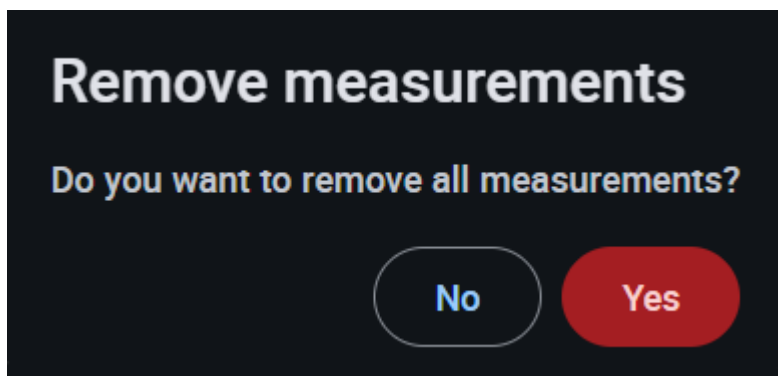 Remove measurements
Do you want to remove all measurements?
No Yes